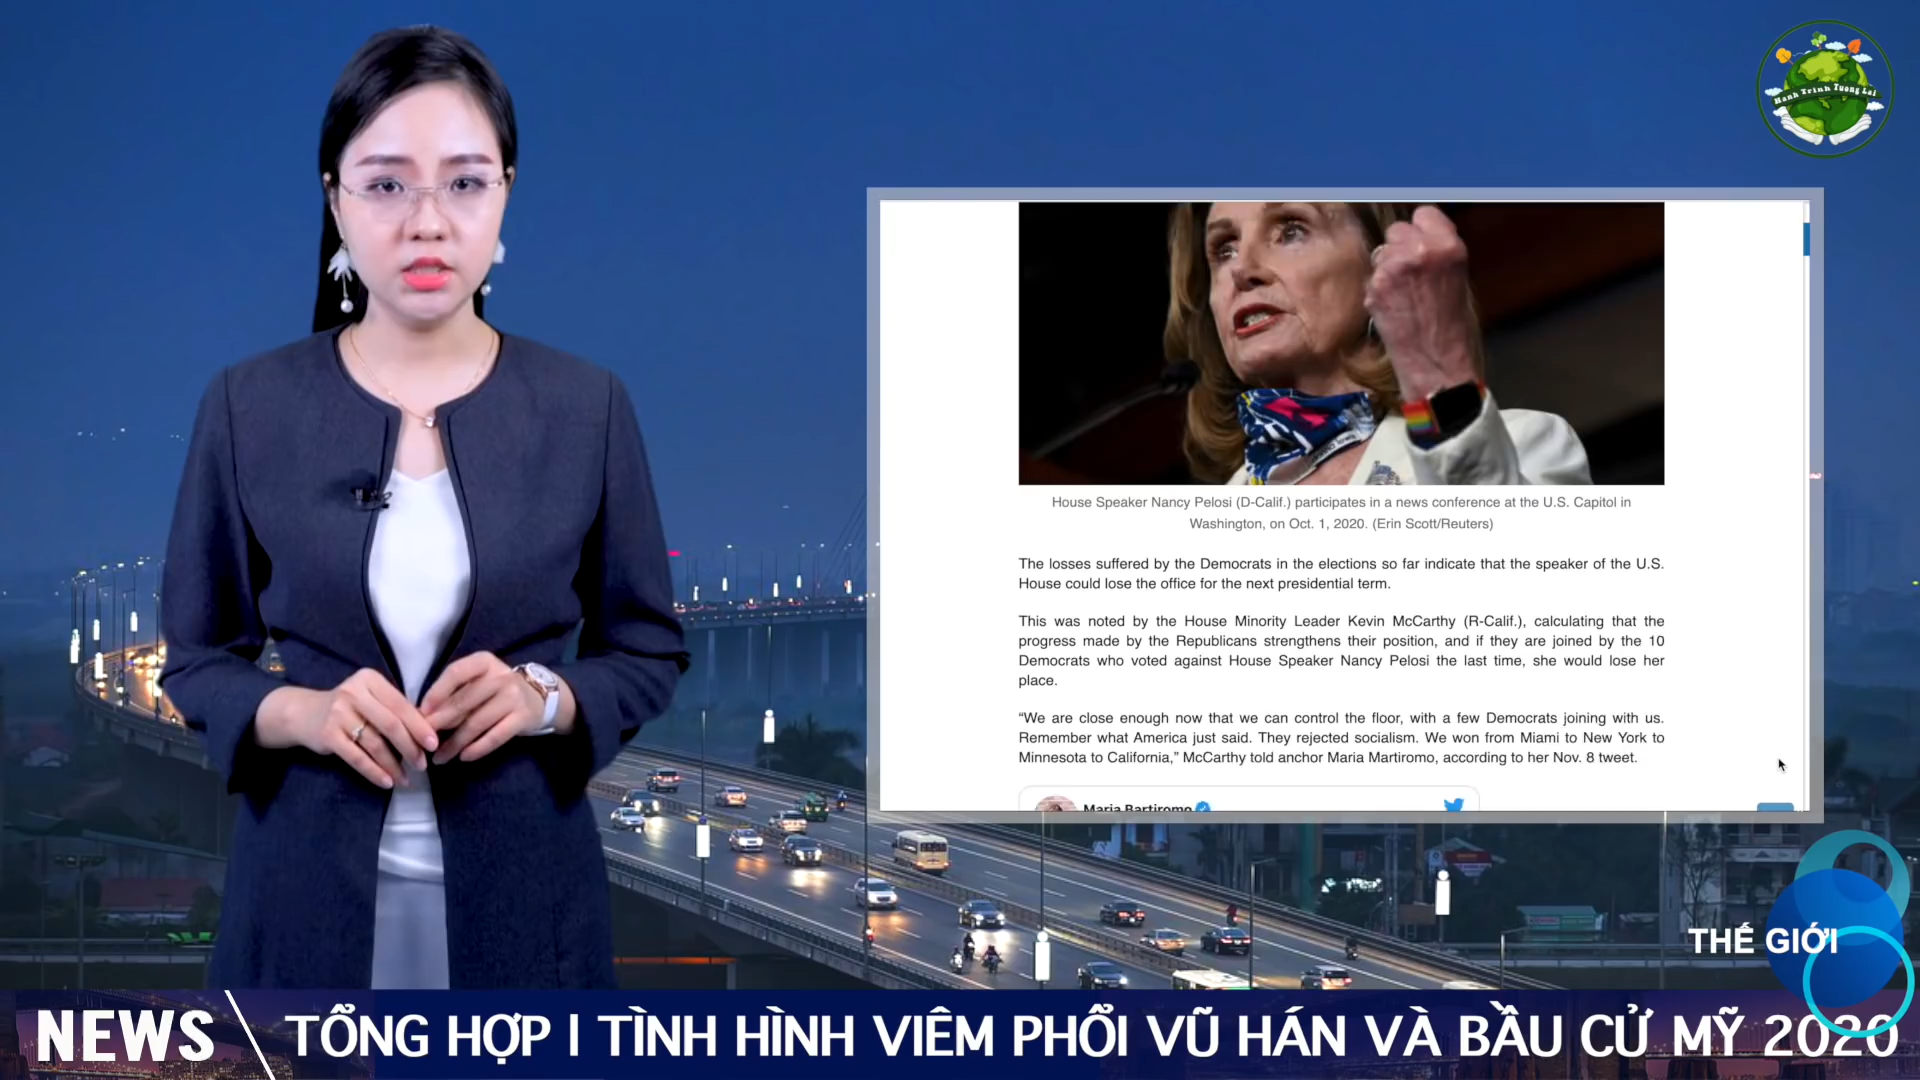 Hanh Trinh Tuong Lai
House Speaker Nancy Pelosi (D-Calif.) participates in a news conference at the U.S. Capitol in
Washington, on Oct. 1, 2020. (Erin Scott/Reuters)
The losses suffered by the Democrats in the elections so far indicate that the speaker of the U.S.
House could lose the office for the next presidential term.
This was noted by the House Minority Leader Kevin McCarthy (R-Calif.), calculating that the
progress made by the Republicans strengthens their position, and if they are joined by the 10
Democrats who voted against House Speaker Nancy Pelosi the last time, she would lose her
place.
“We are close enough now that we can control the floor, with a few Democrats joining with us.
Remember what America just said. They rejected socialism. We won from Miami to New York to
Minnesota to California,” McCarthy told anchor Maria Martiromo, according to her Nov. 8 tweet.
Maria Bartiromo
THẾ GIỚI
NEWS
TỔNG HỢP | TÌNH HÌNH VIÊM PHỔI VŨ HÁN VÀ BẦU CỬ MỸ 2020